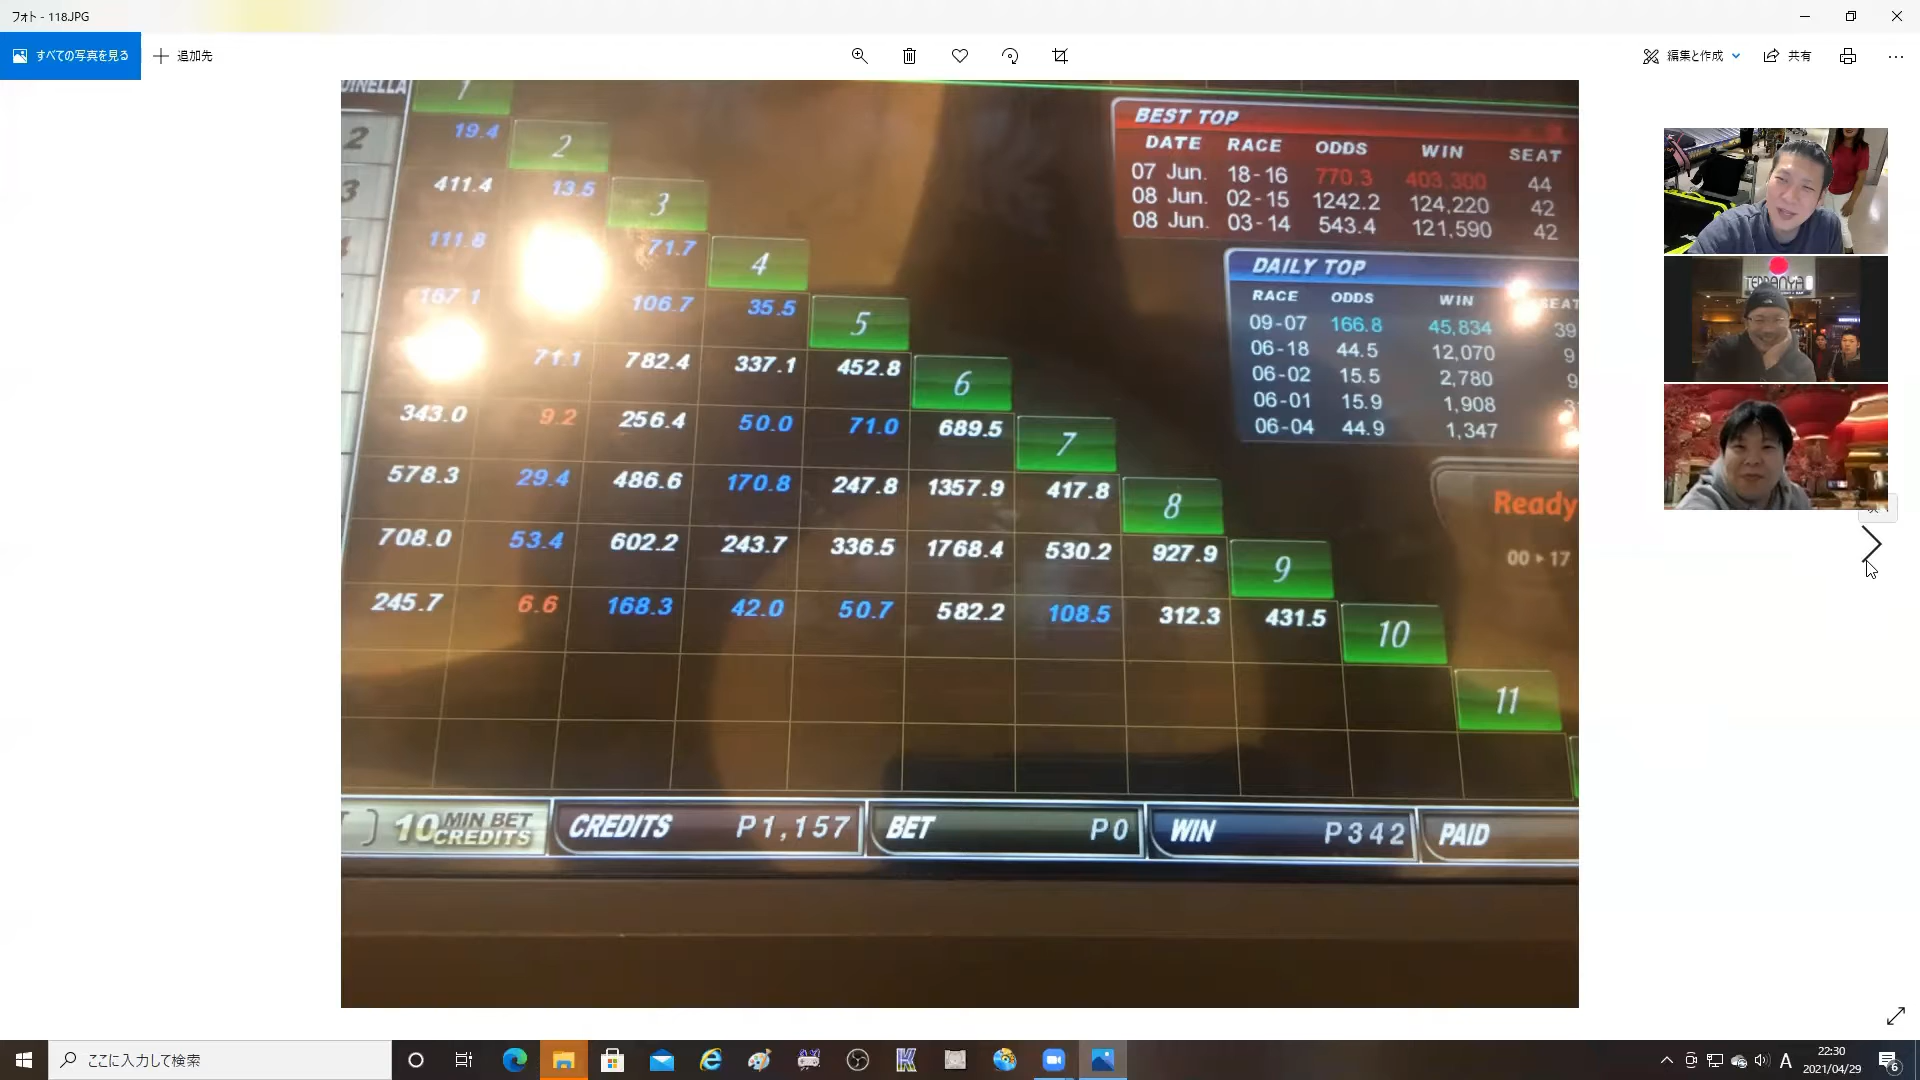 フォト - 118.JPG
すべての写真を見る
追加先
編集と作成
共有
1
2 19.4 2
3 411.4 13.5 3
111.8 71.7 4
167.1 106.7 35.5 5
71.1 782.4 337.1 452.8 6
343.0 9.2 256.4 50.0 71.0 689.5 7
578.3 29.4 486.6 170.8 247.8 1357.9 417.8 8
708.0 53.4 602.2 243.7 336.5 1768.4 530.2 927.9 9
245.7 6.6 168.3 42.0 50.7 582.2 108.5 312.3 431.5 10
11
BEST TOP
DATE RACE ODDS WIN SEAT
07 Jun. 18-16 770.3 403,300 44
08 Jun. 02-15 1242.2 124,220 42
08 Jun. 03-14 543.4 121,590 42
DAILY TOP
RACE ODDS WIN SEAT
09-07 166.8 45,834 39
06-18 44.5 12,070 9
06-02 15.5 2,780 9
06-01 15.9 1,908
06-04 44.9 1,347
Ready
00 ▸ 17
10 MIN BET CREDITS
CREDITS P1,157
BET P0
WIN P342
PAID
ここに入力して検索
A
22:30
2021/04/29
6